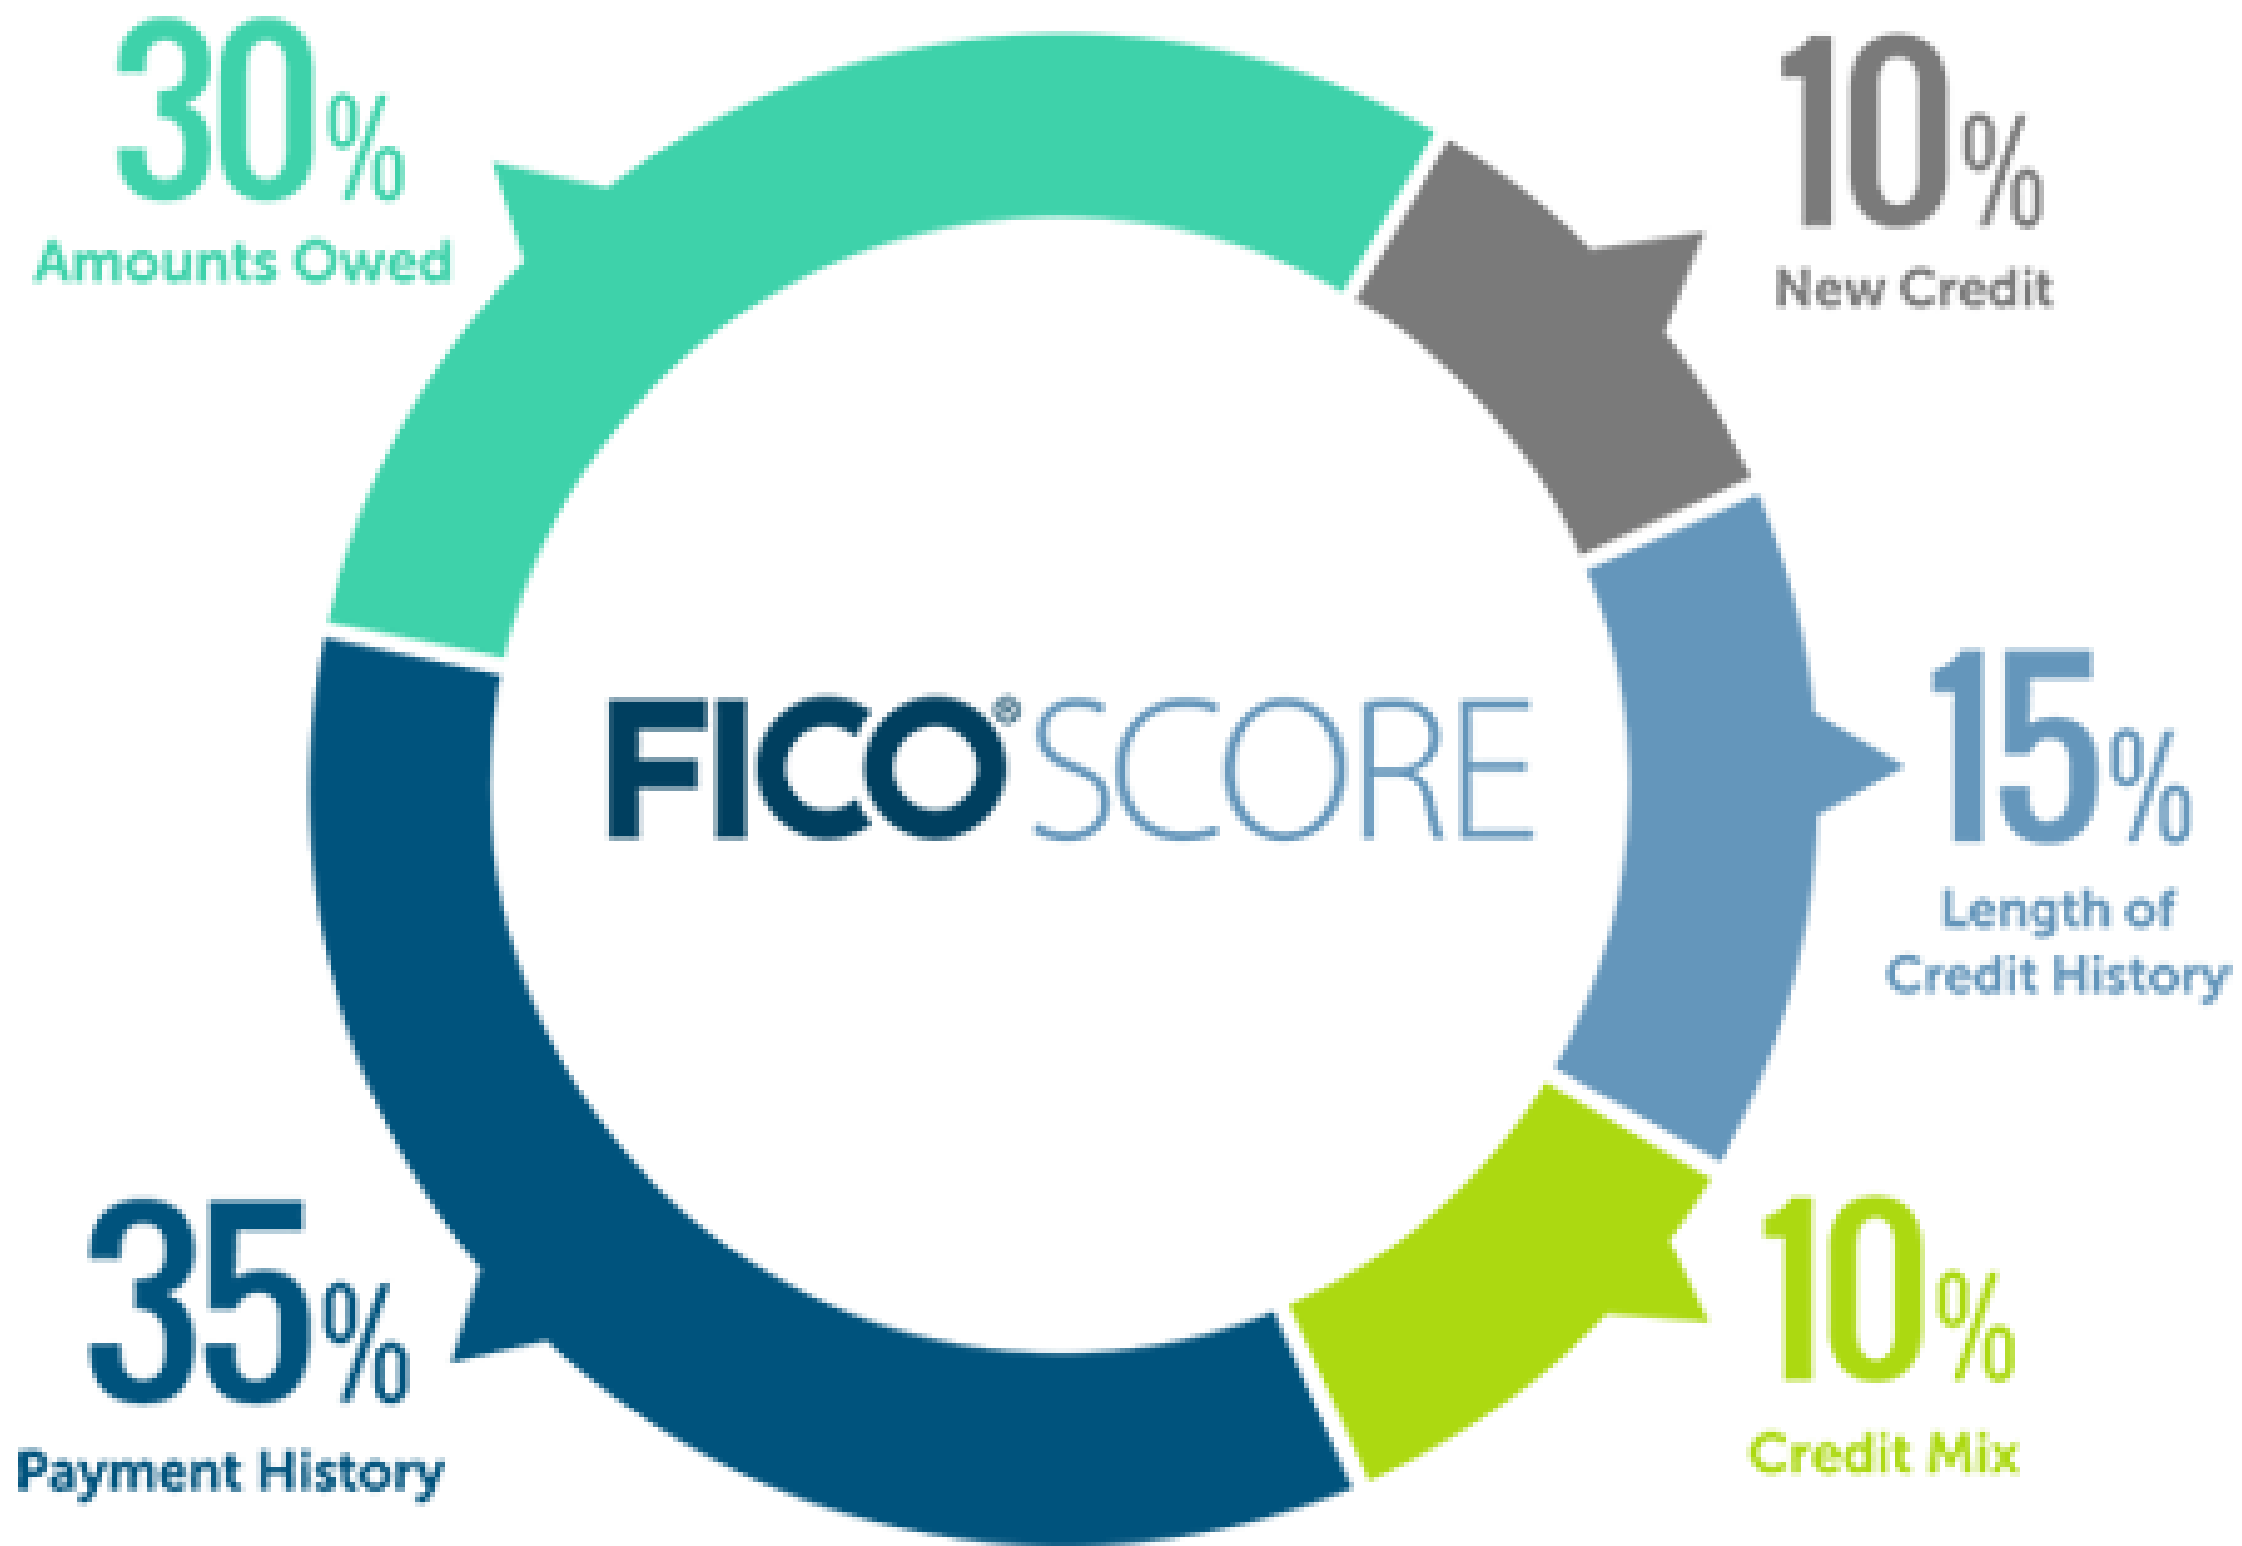 30%
Amounts Owed
10%
New Credit
FICO® SCORE
15%
Length of
Credit History
35%
Payment History
10%
Credit Mix